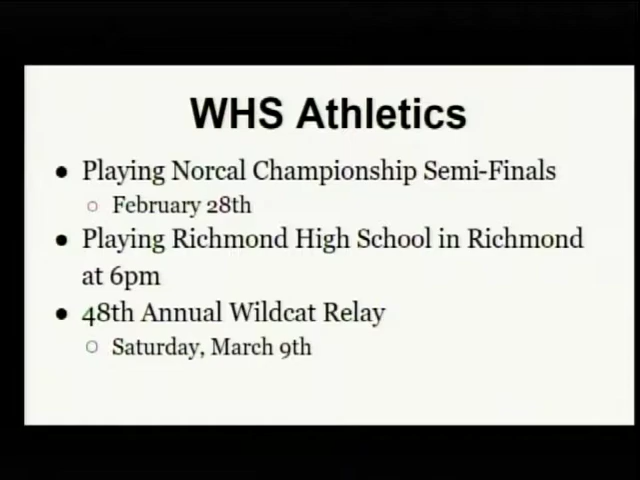 WHS Athletics
● Playing Norcal Championship Semi-Finals
○ February 28th
● Playing Richmond High School in Richmond
at 6pm
● 48th Annual Wildcat Relay
○ Saturday, March 9th